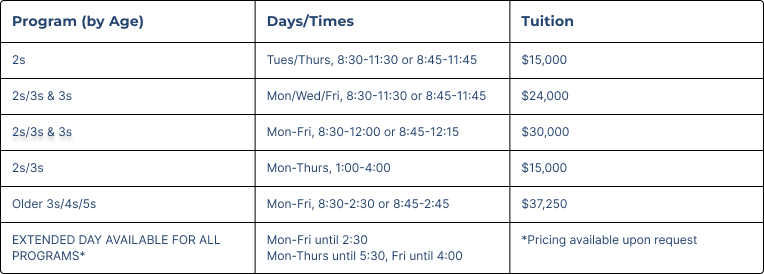 Program (by Age) Days/Times Tuition
2s Tues/Thurs, 8:30-11:30 or 8:45-11:45 $15,000
2s/3s & 3s Mon/Wed/Fri, 8:30-11:30 or 8:45-11:45 $24,000
2s/3s & 3s Mon-Fri, 8:30-12:00 or 8:45-12:15 $30,000
2s/3s Mon-Thurs, 1:00-4:00 $15,000
Older 3s/4s/5s Mon-Fri, 8:30-2:30 or 8:45-2:45 $37,250
EXTENDED DAY AVAILABLE FOR ALL Mon-Fri until 2:30 *Pricing available upon request
PROGRAMS* Mon-Thurs until 5:30, Fri until 4:00